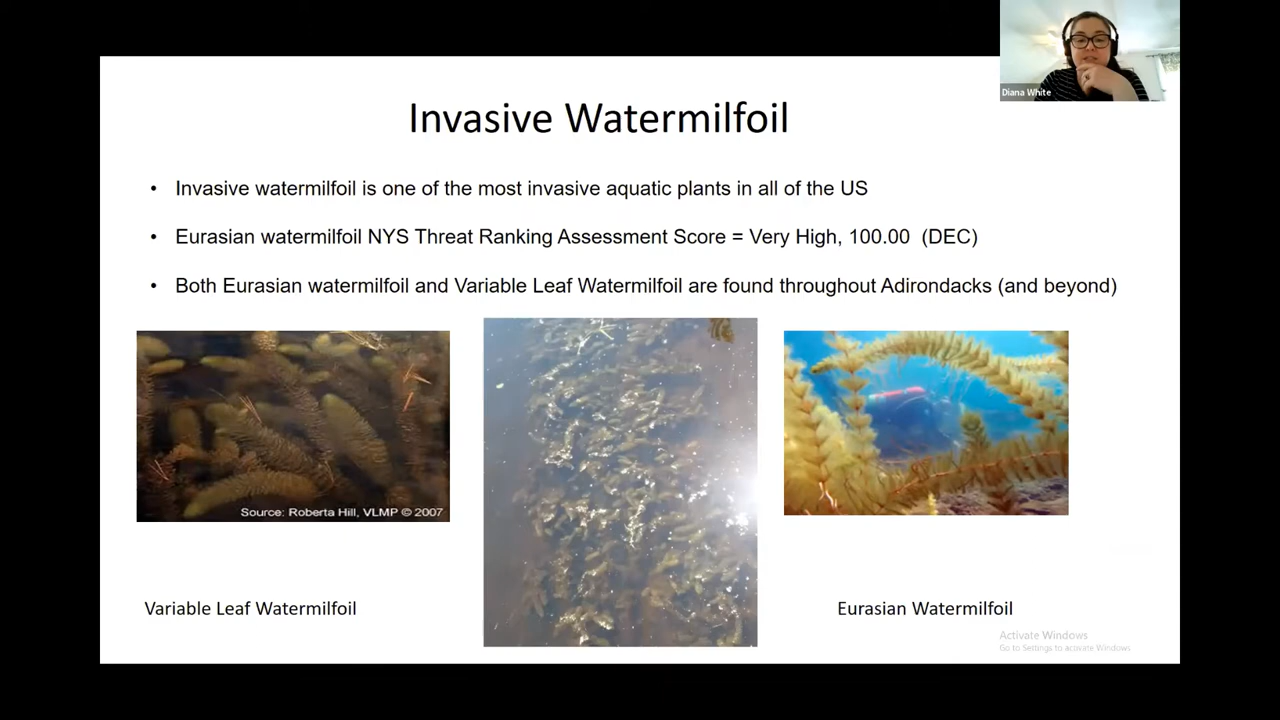 Diana White
Invasive Watermilfoil
• Invasive watermilfoil is one of the most invasive aquatic plants in all of the US
• Eurasian watermilfoil NYS Threat Ranking Assessment Score = Very High, 100.00 (DEC)
• Both Eurasian watermilfoil and Variable Leaf Watermilfoil are found throughout Adirondacks (and beyond)
Source: Roberta Hill, VLMP © 2007
Variable Leaf Watermilfoil
Eurasian Watermilfoil
Activate Windows
Go to Settings to activate Windows.